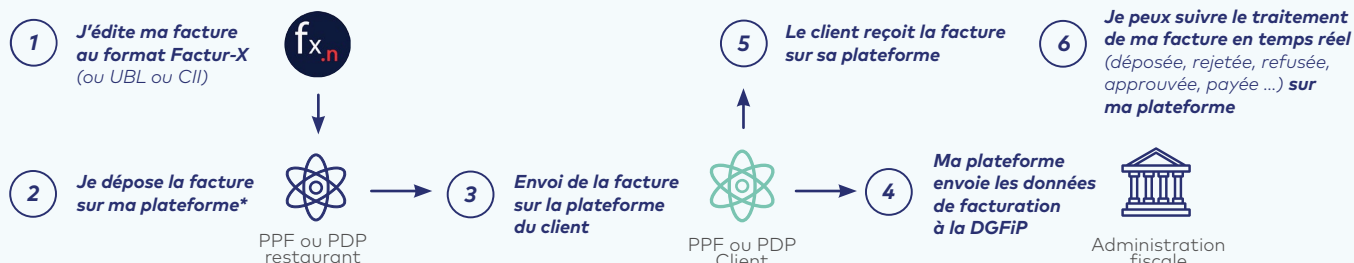 1
J'édite ma facture
au format Factur-X
(ou UBL ou CII)
fx.n
2
Je dépose la facture
sur ma plateforme*
PPF ou PDP
restaurant
3
Envoi de la facture
sur la plateforme
du client
PPF ou PDP
Client
5
Le client reçoit la facture
sur sa plateforme
4
Ma plateforme
envoie les données
de facturation
à la DGFiP
Administration
fiscale
6
Je peux suivre le traitement
de ma facture en temps réel
(déposée, rejetée, refusée,
approuvée, payée ...) sur
ma plateforme